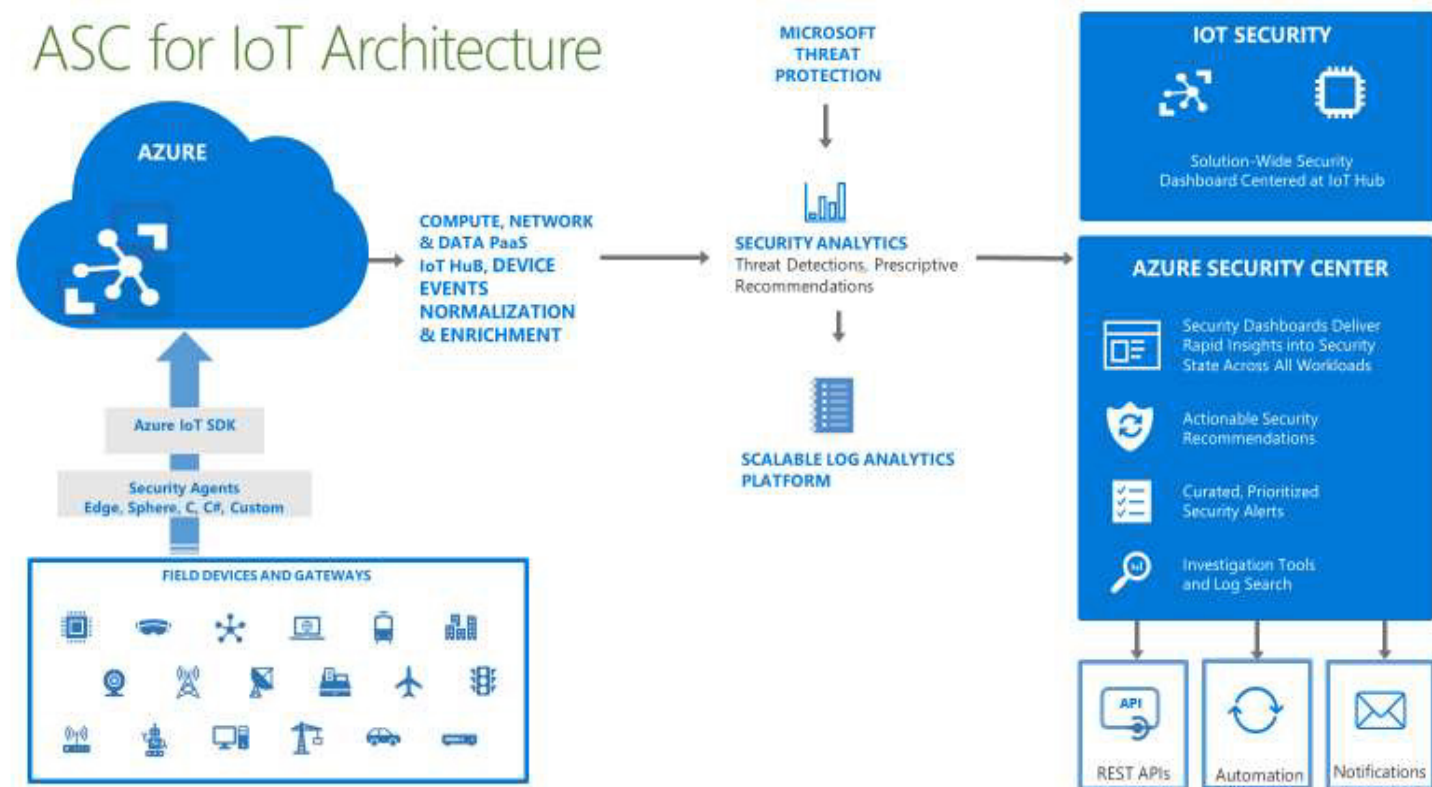 ASC for IoT Architecture
AZURE
Azure IoT SDK
Security Agents
Edge, Sphere, C, C#, Custom
FIELD DEVICES AND GATEWAYS
COMPUTE, NETWORK
& DATA PaaS
IoT HuB, DEVICE
EVENTS
NORMALIZATION
& ENRICHMENT
MICROSOFT
THREAT
PROTECTION
SECURITY ANALYTICS
Threat Detections, Prescriptive
Recommendations
SCALABLE LOG ANALYTICS
PLATFORM
IOT SECURITY
Solution-Wide Security
Dashboard Centered at IoT Hub
AZURE SECURITY CENTER
Security Dashboards Deliver
Rapid Insights into Security
State Across All Workloads
Actionable Security
Recommendations
Curated, Prioritized
Security Alerts
Investigation Tools
and Log Search
API
REST APIs
Automation
Notifications